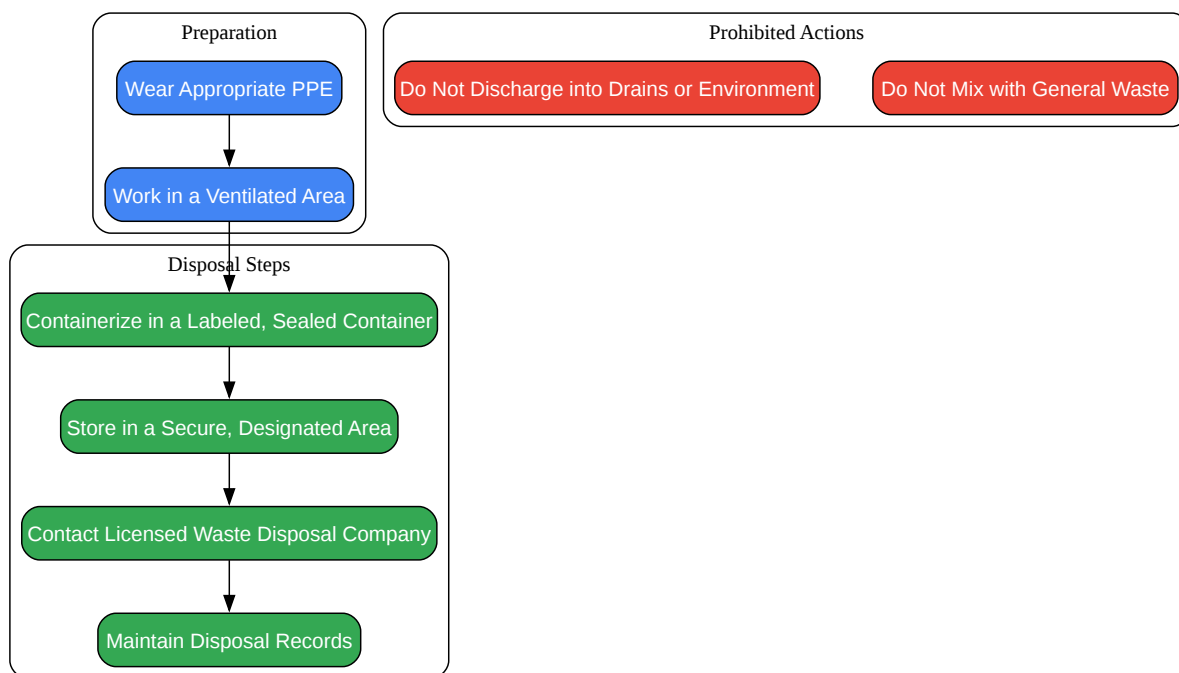 Preparation
Wear Appropriate PPE
Work in a Ventilated Area
Prohibited Actions
Do Not Discharge into Drains or Environment
Do Not Mix with General Waste
Disposal Steps
Containerize in a Labeled, Sealed Container
Store in a Secure, Designated Area
Contact Licensed Waste Disposal Company
Maintain Disposal Records